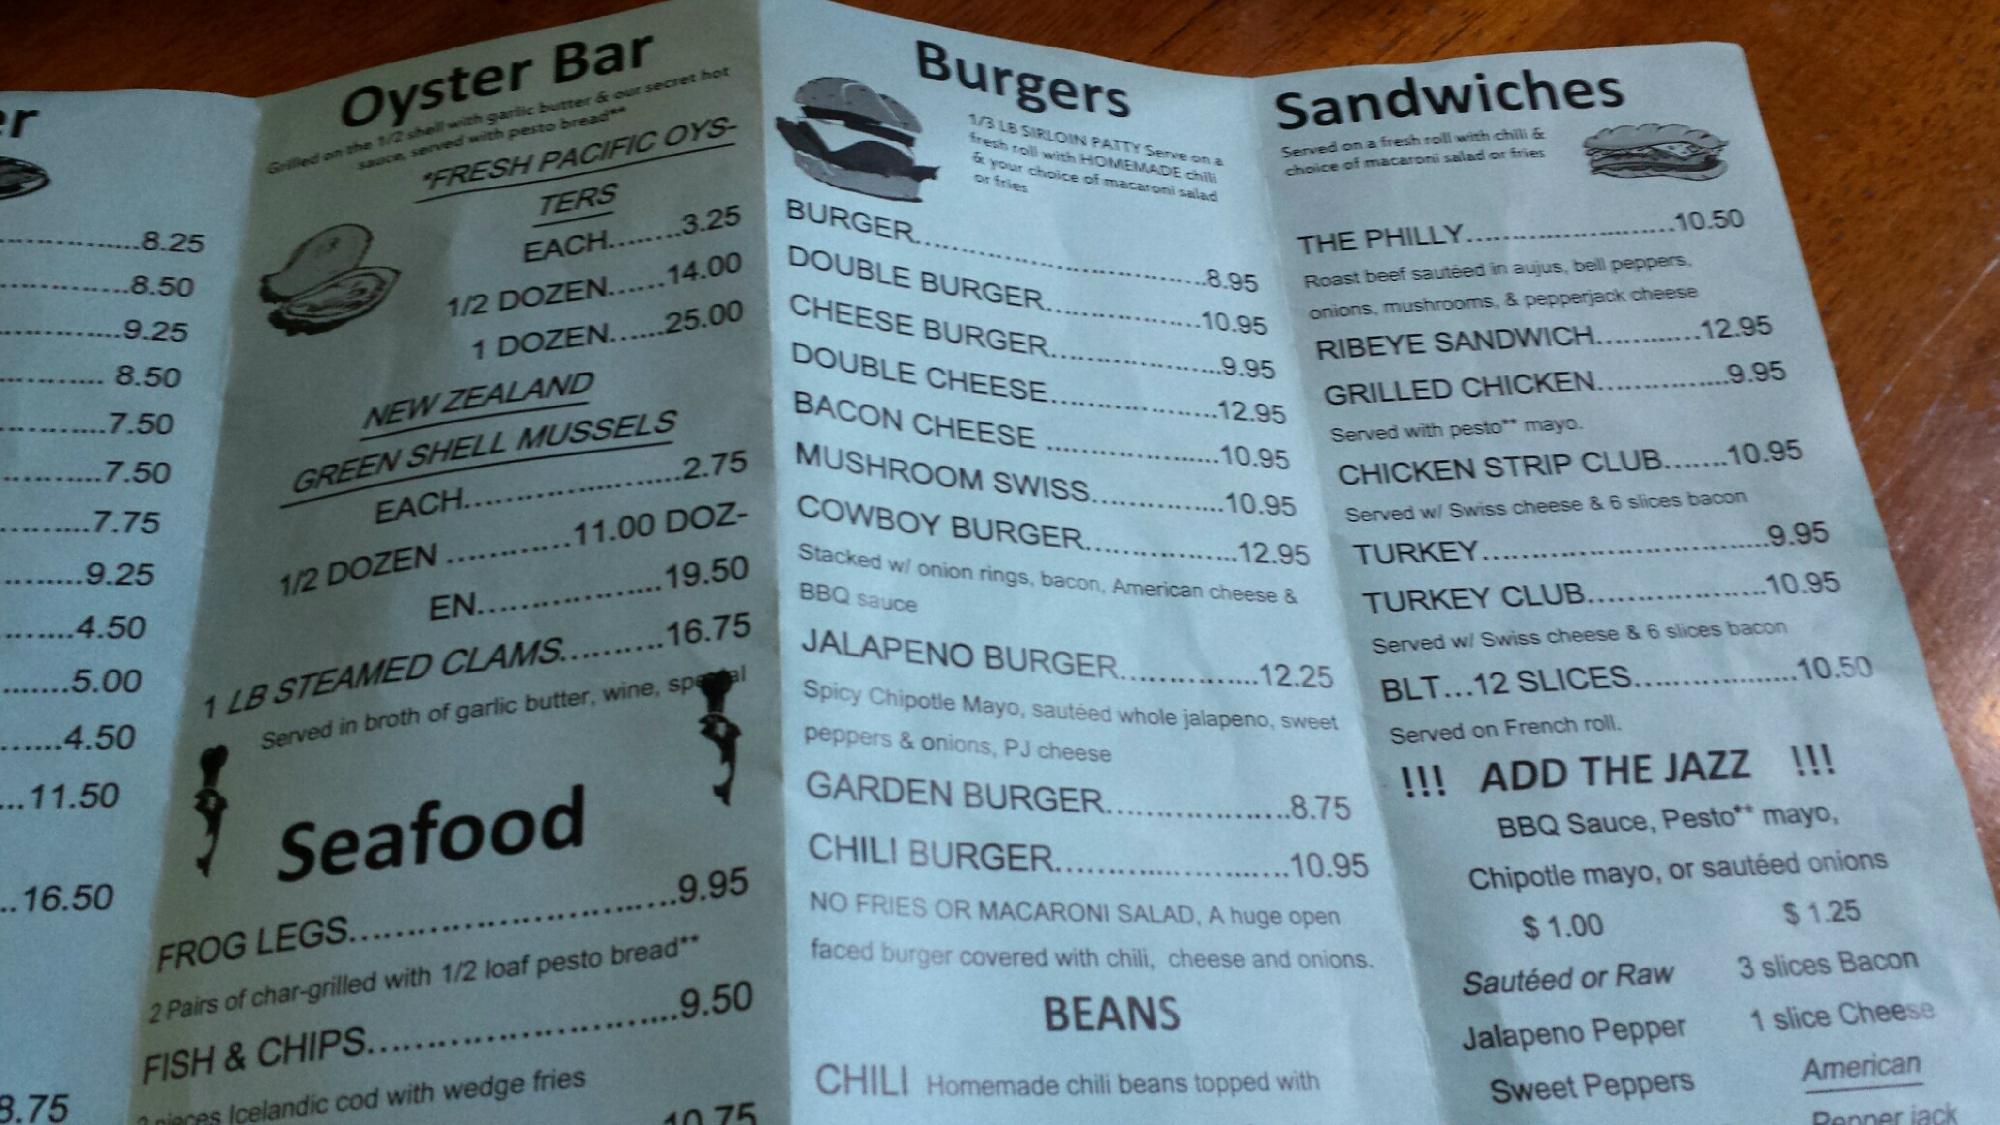 er
8.25
8.50
9.25
8.50
7.50
7.50
7.75
9.25
4.50
5.00
4.50
11.50
16.50
8.75
Oyster Bar
Grilled on the 1/2 shell with garlic butter & our secret hot
sauce, served with pesto bread**
*FRESH PACIFIC OYS-
TERS
EACH........3.25
1/2 DOZEN......14.00
1 DOZEN......25.00
NEW ZEALAND
GREEN SHELL MUSSELS
EACH.......................2.75
1/2 DOZEN .............11.00 DOZ-
EN...................19.50
1 LB STEAMED CLAMS..........16.75
Served in broth of garlic butter, wine, special
Seafood
FROG LEGS.................................9.95
2 Pairs of char-grilled with 1/2 loaf pesto bread**
FISH & CHIPS...............................9.50
pieces Icelandic cod with wedge fries
10.75
Burgers
1/3 LB SIRLOIN PATTY Serve on a
fresh roll with HOMEMADE chili
& your choice of macaroni salad
or fries
BURGER................................8.95
DOUBLE BURGER..................10.95
CHEESE BURGER...................9.95
DOUBLE CHEESE...................12.95
BACON CHEESE ....................10.95
MUSHROOM SWISS...............10.95
COWBOY BURGER.................12.95
Stacked w/ onion rings, bacon, American cheese &
BBQ sauce
JALAPENO BURGER...............12.25
Spicy Chipotle Mayo, sautéed whole jalapeno, sweet
peppers & onions, PJ cheese
GARDEN BURGER....................8.75
CHILI BURGER.........................10.95
NO FRIES OR MACARONI SALAD, A huge open
faced burger covered with chili, cheese and onions.
BEANS
CHILI Homemade chili beans topped with
Sandwiches
Served on a fresh roll with chili &
choice of macaroni salad or fries
THE PHILLY.......................10.50
Roast beef sautéed in aujus, bell peppers,
onions, mushrooms, & pepperjack cheese
RIBEYE SANDWICH............12.95
GRILLED CHICKEN...............9.95
Served with pesto** mayo.
CHICKEN STRIP CLUB.......10.95
Served w/ Swiss cheese & 6 slices bacon
TURKEY................................9.95
TURKEY CLUB....................10.95
Served w/ Swiss cheese & 6 slices bacon
BLT...12 SLICES..................10.50
Served on French roll.
!!! ADD THE JAZZ !!!
BBQ Sauce, Pesto** mayo,
Chipotle mayo, or sautéed onions
$ 1.00 $ 1.25
Sautéed or Raw 3 slices Bacon
Jalapeno Pepper 1 slice Cheese
Sweet Peppers American
Pepper jack